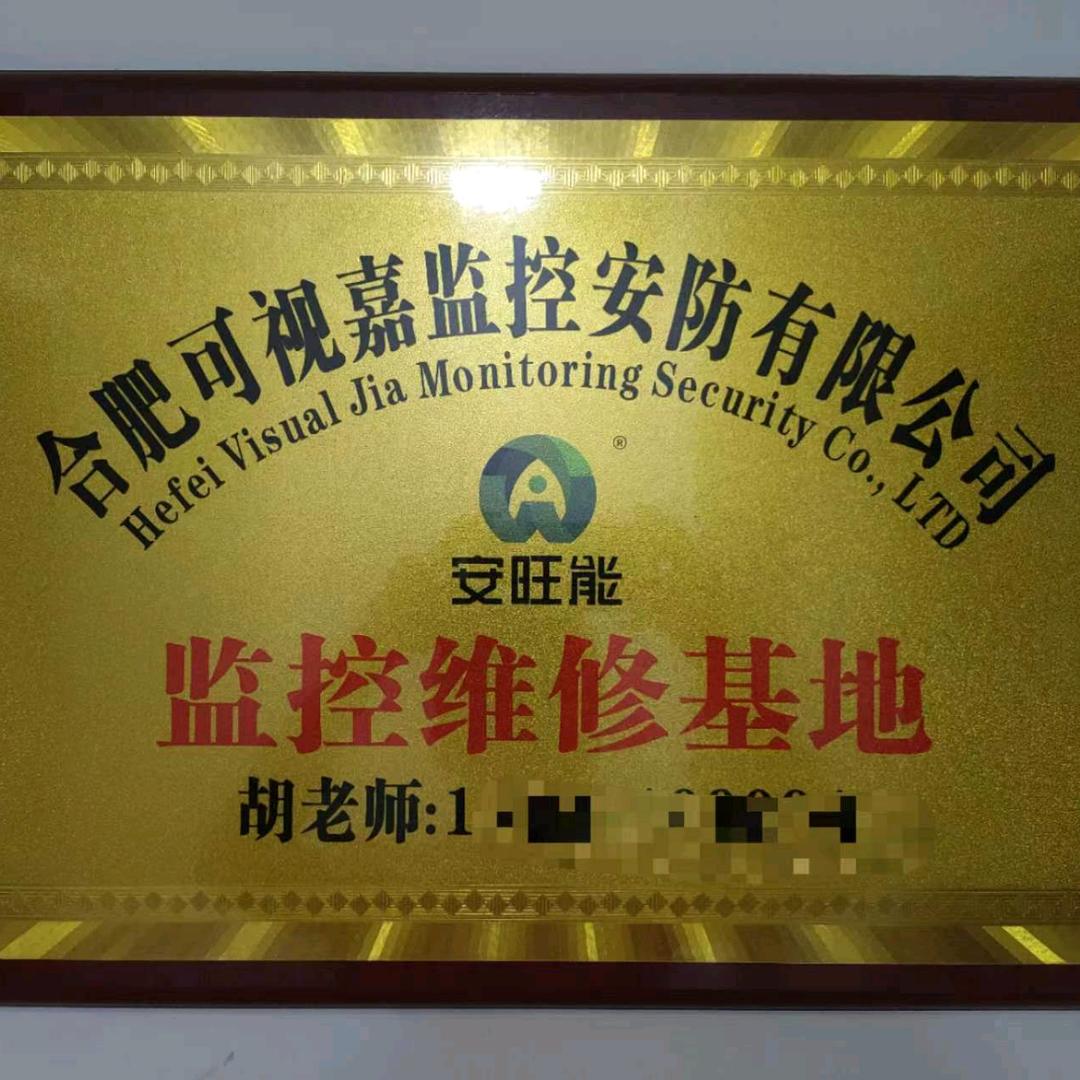 合肥可视嘉监控安防有限公司
Hefei Visual Jia Monitoring Security Co., LTD
®
安旺能
监控维修基地
胡老师:1